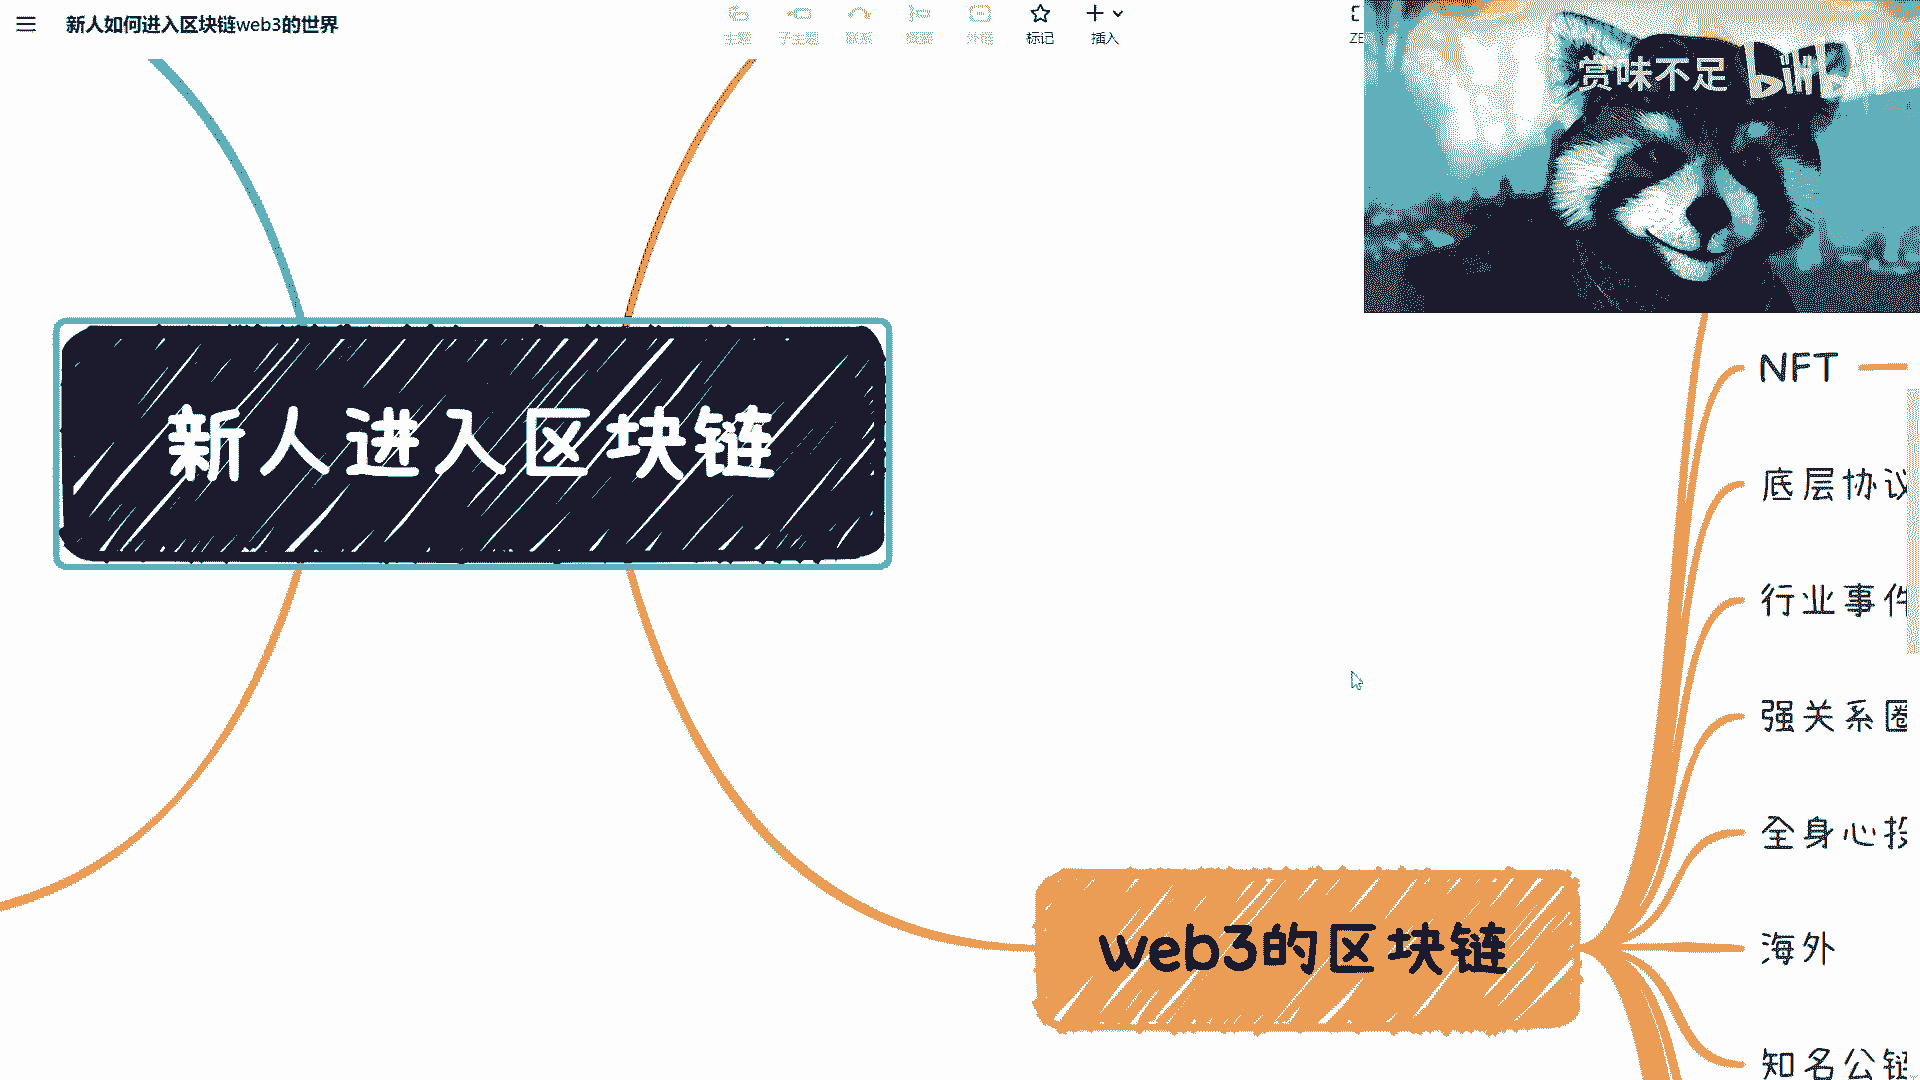 新人如何进入区块链web3的世界
主题 子主题 联系 概要 外框 标记 插入
ZE
赏味不足 bilibili
新人进入区块链
NFT
底层协议
行业事件
强关系圈
全身心投
web3的区块链
海外
知名公链